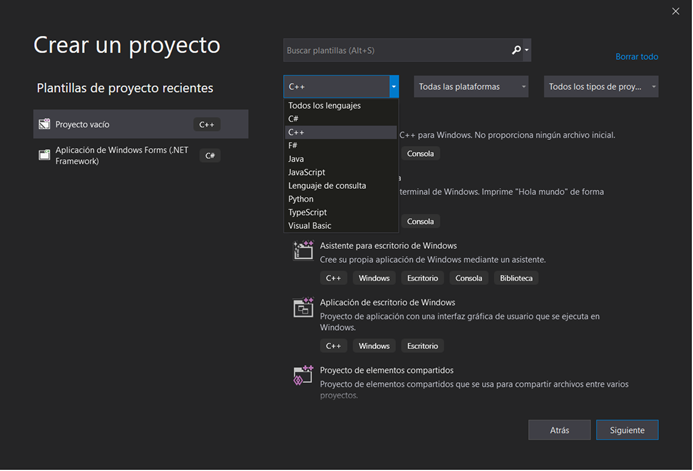 Crear un proyecto
Buscar plantillas (Alt+S)
Borrar todo
Plantillas de proyecto recientes
Proyecto vacío
C++
Aplicación de Windows Forms (.NET
Framework)
C#
C++
Todas las plataformas
Todos los tipos de proy...
Todos los lenguajes
C#
C++
F#
Java
JavaScript
Lenguaje de consulta
Python
TypeScript
Visual Basic
C++ para Windows. No proporciona ningún archivo inicial.
Consola
a
terminal de Windows. Imprime "Hola mundo" de forma
Consola
Asistente para escritorio de Windows
Cree su propia aplicación de Windows mediante un asistente.
C++ Windows Escritorio Consola Biblioteca
Aplicación de escritorio de Windows
Proyecto de aplicación con una interfaz gráfica de usuario que se ejecuta en
Windows.
C++ Windows Escritorio
Proyecto de elementos compartidos
Proyecto de elementos compartidos que se usa para compartir archivos entre varios
proyectos.
Atrás
Siguiente